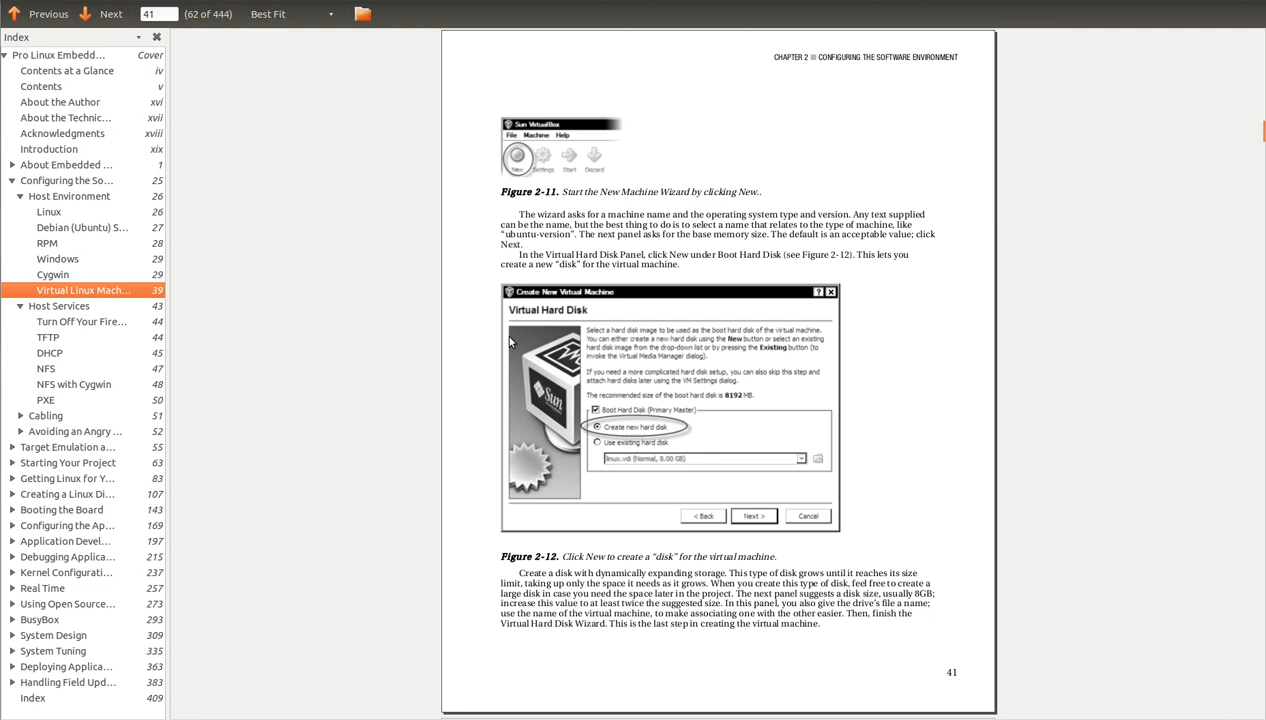 Previous Next 41 (62 of 444) Best Fit
Index
Pro Linux Embedd... Cover
Contents at a Glance iv
Contents v
About the Author xvi
About the Technic... xvii
Acknowledgments xviii
Introduction xix
About Embedded ... 1
Configuring the So... 25
Host Environment 26
Linux 26
Debian (Ubuntu) S... 27
RPM 28
Windows 29
Cygwin 29
Virtual Linux Mach... 39
Host Services 43
Turn Off Your Fire... 44
TFTP 44
DHCP 45
NFS 47
NFS with Cygwin 48
PXE 50
Cabling 51
Avoiding an Angry ... 52
Target Emulation a... 55
Starting Your Project 63
Getting Linux for Y... 79
Creating a Linux Di... 107
Booting the Board 143
Configuring the Ap... 169
Application Devel... 197
Debugging Applica... 215
Kernel Configurati... 237
Real Time 257
Using Open Source... 273
BusyBox 293
System Design 309
System Tuning 335
Deploying Applica... 363
Handling Field Upd... 383
Index 409
CHAPTER 2 ■ CONFIGURING THE SOFTWARE ENVIRONMENT
Sun VirtualBox
File Machine Help
New Settings Start Discard
Figure 2-11. Start the New Machine Wizard by clicking New..
The wizard asks for a machine name and the operating system type and version. Any text supplied
can be the name, but the best thing to do is to select a name that relates to the type of machine, like
"ubuntu-version". The next panel asks for the base memory size. The default is an acceptable value; click
Next.
In the Virtual Hard Disk Panel, click New under Boot Hard Disk (see Figure 2-12). This lets you
create a new "disk" for the virtual machine.
Create New Virtual Machine
Virtual Hard Disk
Select a hard disk image to be used as the boot hard disk of the virtual machine.
You can either create a new hard disk using the New button or select an existing
hard disk image from the drop-down list or by pressing the Existing button (to
invoke the Virtual Media Manager dialog).
If you need a more complicated hard disk setup, you can also skip this step and
attach hard disks later using the VM Settings dialog.
The recommended size of the boot hard disk is 8192 MB.
Boot Hard Disk (Primary Master)
Create new hard disk
Use existing hard disk
linux.vdi (Normal, 8.00 GB)
Sun
< Back Next > Cancel
Figure 2-12. Click New to create a "disk" for the virtual machine.
Create a disk with dynamically expanding storage. This type of disk grows until it reaches its size
limit, taking up only the space it needs as it grows. When you create this type of disk, feel free to create a
large disk in case you need the space later in the project. The next panel suggests a disk size, usually 8GB;
increase this value to at least twice the suggested size. In this panel, you also give the drive's file a name;
use the name of the virtual machine, to make associating one with the other easier. Then, finish the
Virtual Hard Disk Wizard. This is the last step in creating the virtual machine.
41